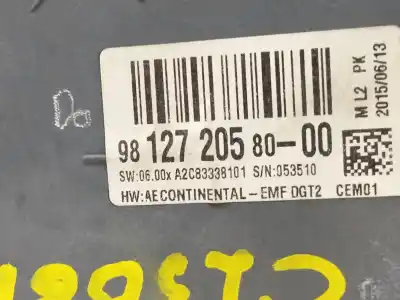 98 127 205 80-00
SW:06.00x A2C83338101 S/N:053510
HW:AE CONTINENTAL-EMF DGT2 CEM01
M L2 PK
2015/06/13